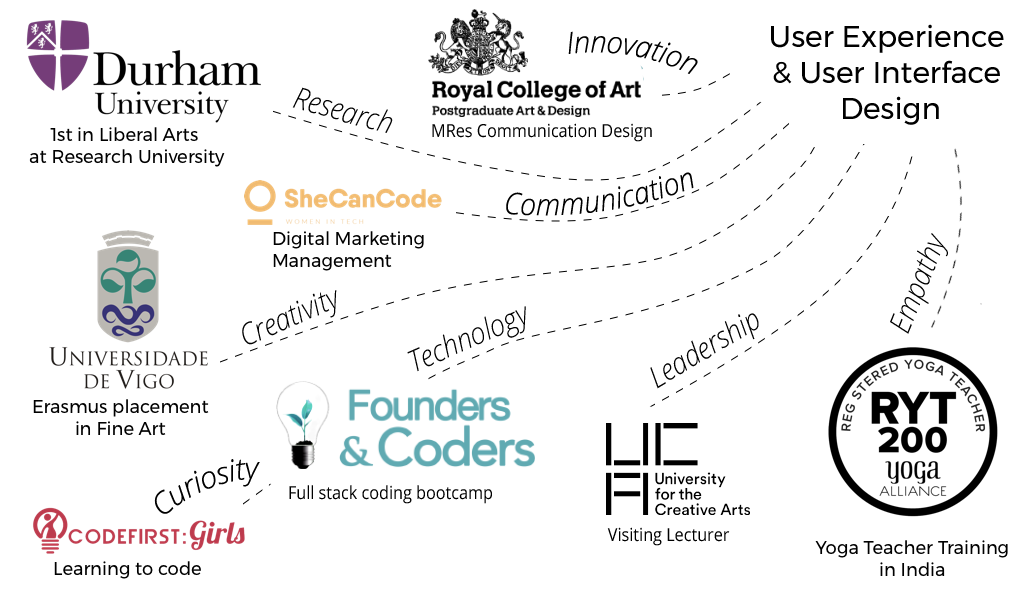 Durham
University
1st in Liberal Arts
at Research University
Research
Royal College of Art
Postgraduate Art & Design
MRes Communication Design
Innovation
User Experience
& User Interface
Design
SheCanCode
WOMEN IN TECH
Digital Marketing
Management
Communication
UNIVERSIDADE
DE VIGO
Erasmus placement
in Fine Art
Creativity
Technology
Founders
& Coders
Full stack coding bootcamp
Leadership
UCA
University
for the
Creative Arts
Visiting Lecturer
Empathy
REGISTERED YOGA TEACHER
RYT
200
yoga
ALLIANCE
Yoga Teacher Training
in India
Curiosity
CODEFIRST:Girls
Learning to code